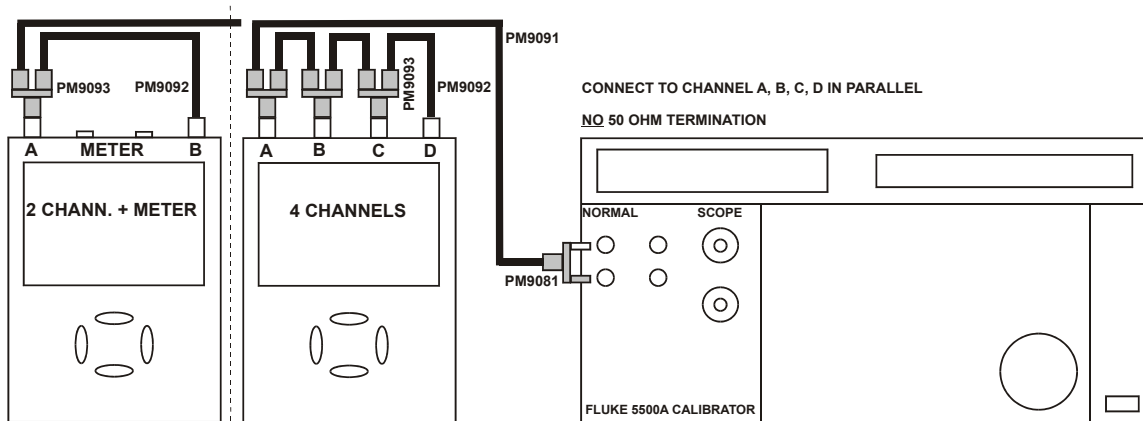 PM9091
PM9093
PM9092
PM9093
PM9092
CONNECT TO CHANNEL A, B, C, D IN PARALLEL
NO 50 OHM TERMINATION
A METER B
A B C D
2 CHANN. + METER
4 CHANNELS
NORMAL SCOPE
PM9081
FLUKE 5500A CALIBRATOR